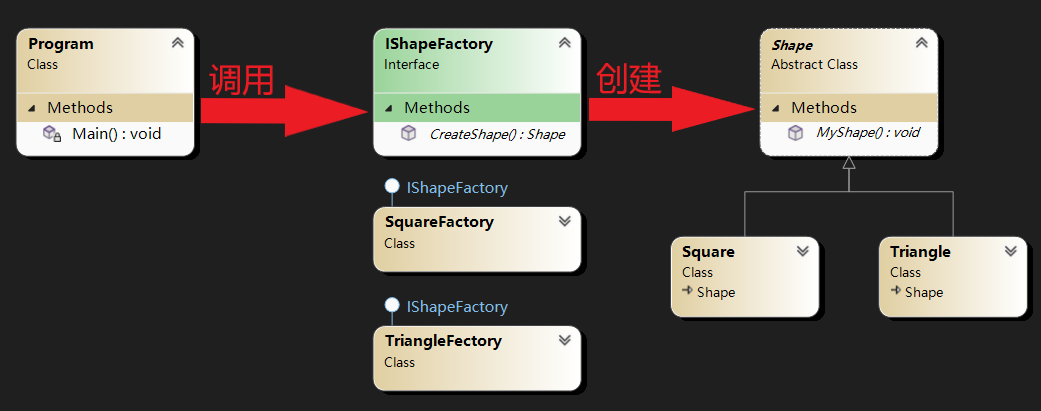 Program
Class
Methods
Main() : void
调用
IShapeFactory
Interface
Methods
CreateShape() : Shape
创建
Shape
Abstract Class
Methods
MyShape() : void
IShapeFactory
SquareFactory
Class
IShapeFactory
TriangleFectory
Class
Square
Class
Shape
Triangle
Class
Shape